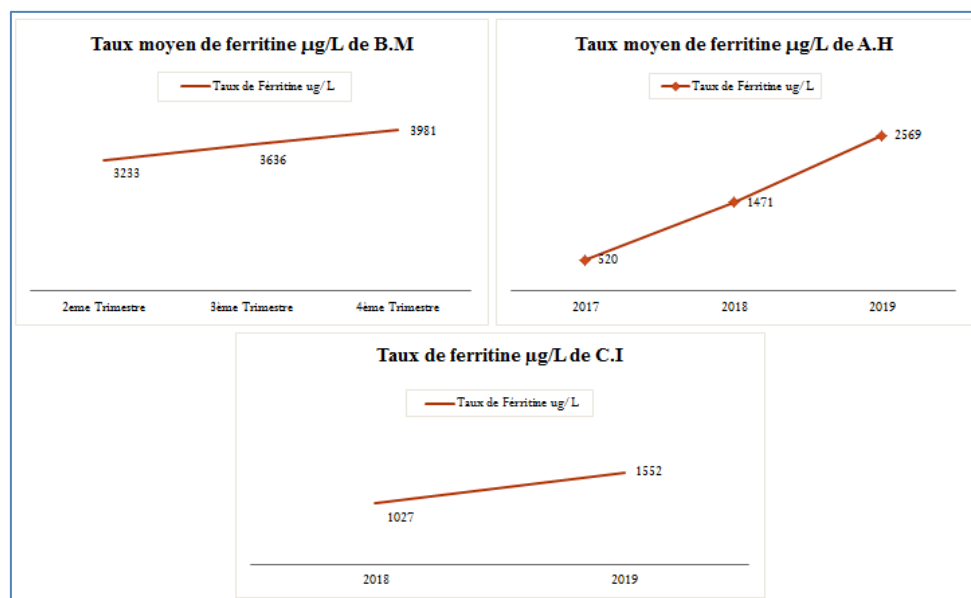 Taux moyen de ferritine µg/L de B.M
Taux de Férritine ug/ L
3233
3636
3981
2eme Trimestre
3ème Trimestre
4ème Trimestre
Taux moyen de ferritine µg/L de A.H
Taux de Férritine ug/ L
520
1471
2569
2017
2018
2019
Taux de ferritine µg/L de C.I
Taux de Férritine ug/ L
1027
1552
2018
2019